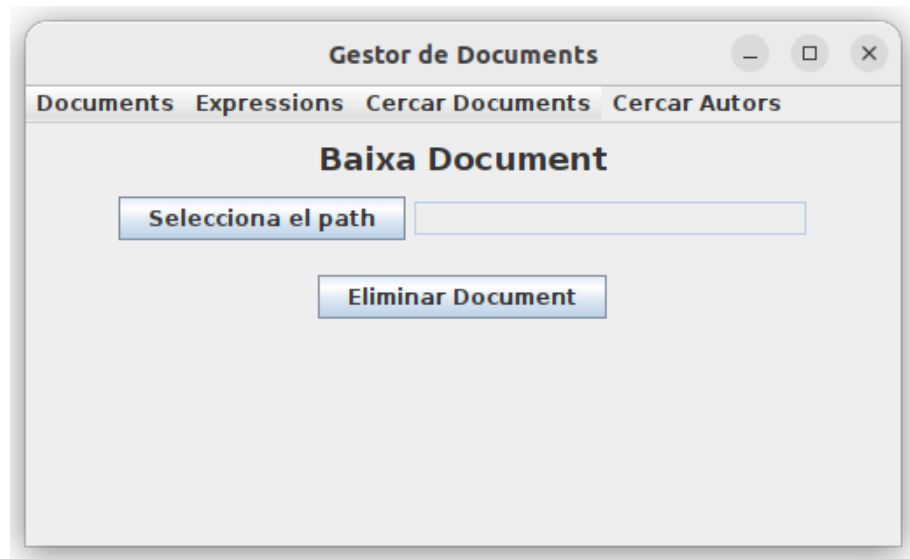 Gestor de Documents
Documents Expressions Cercar Documents Cercar Autors
Baixa Document
Selecciona el path
Eliminar Document